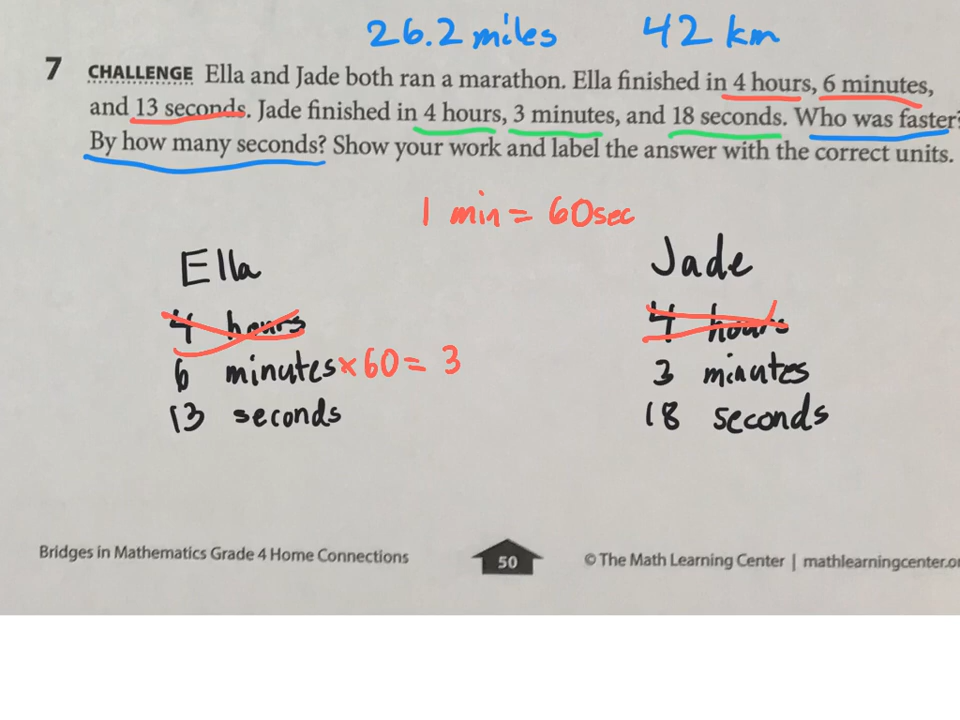 26.2 miles 42 km
7 CHALLENGE Ella and Jade both ran a marathon. Ella finished in 4 hours, 6 minutes,
and 13 seconds. Jade finished in 4 hours, 3 minutes, and 18 seconds. Who was faster?
By how many seconds? Show your work and label the answer with the correct units.
1 min = 60sec
Ella Jade
4 hours 4 hours
6 minutes ×60 = 3 3 minutes
13 seconds 18 seconds
Bridges in Mathematics Grade 4 Home Connections 50 © The Math Learning Center | mathlearningcenter.or